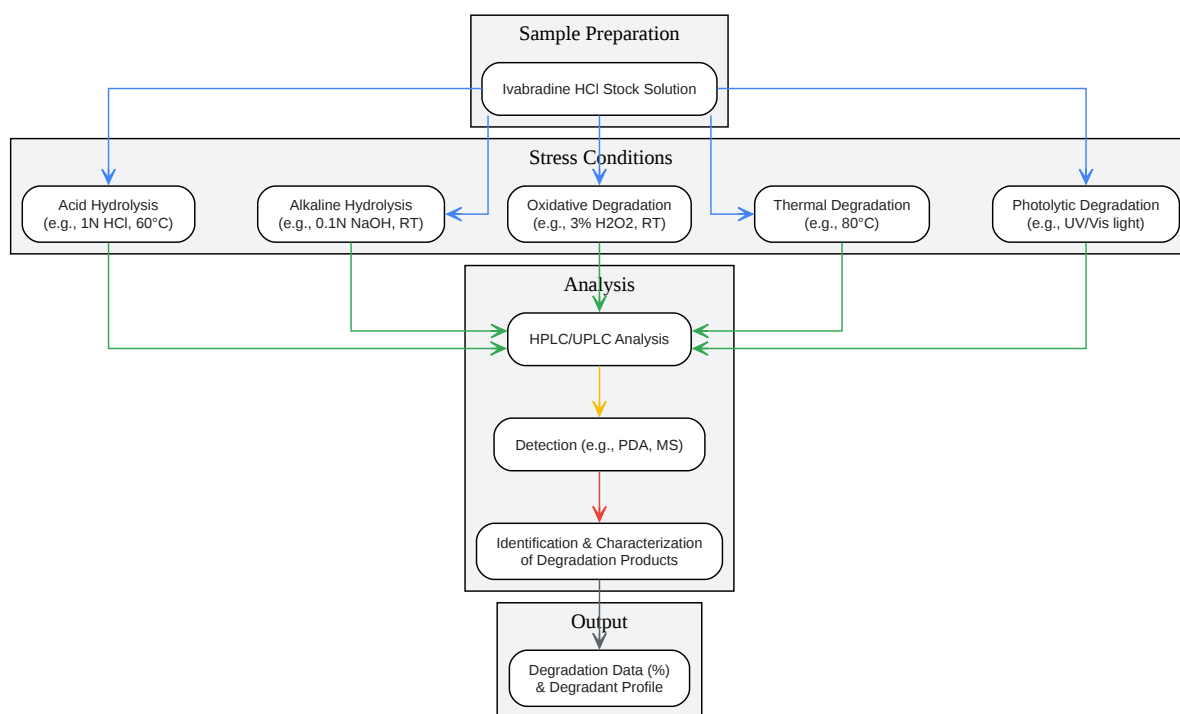 Sample Preparation
Ivabradine HCl Stock Solution
Stress Conditions
Acid Hydrolysis
(e.g., 1N HCl, 60°C)
Alkaline Hydrolysis
(e.g., 0.1N NaOH, RT)
Oxidative Degradation
(e.g., 3% H2O2, RT)
Thermal Degradation
(e.g., 80°C)
Photolytic Degradation
(e.g., UV/Vis light)
Analysis
HPLC/UPLC Analysis
Detection (e.g., PDA, MS)
Identification & Characterization
of Degradation Products
Output
Degradation Data (%)
& Degradant Profile